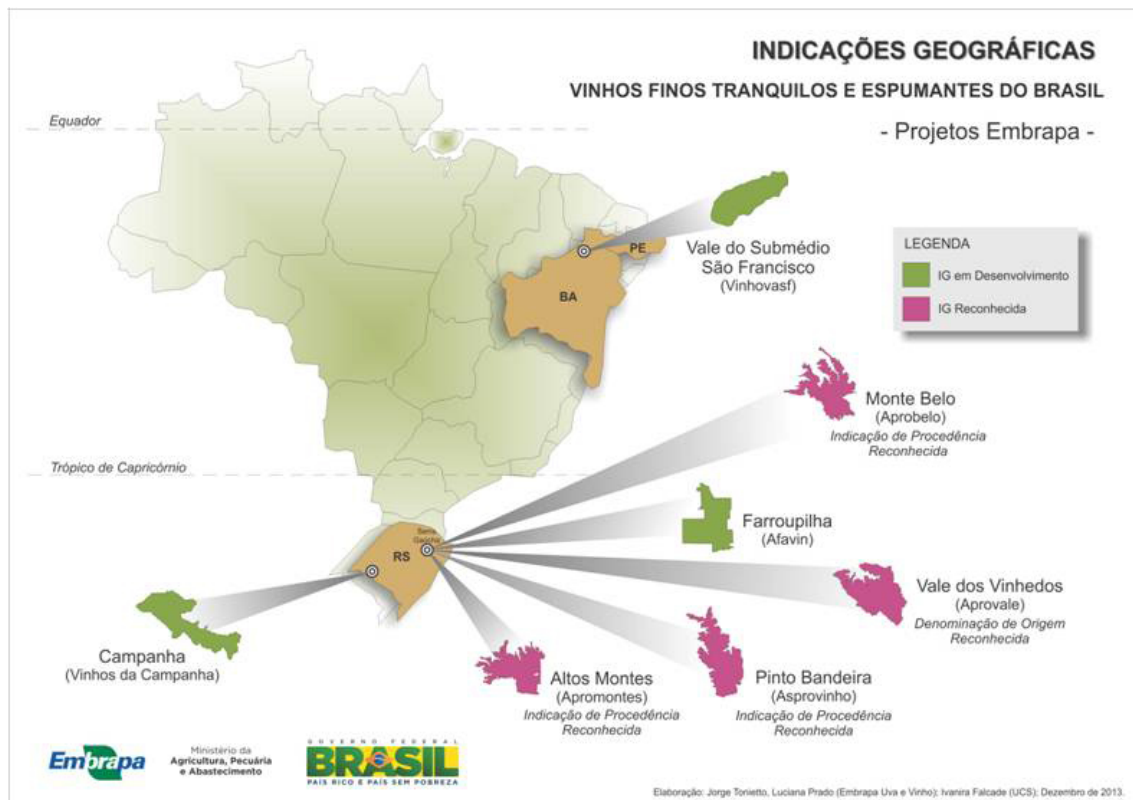 INDICAÇÕES GEOGRÁFICAS
VINHOS FINOS TRANQUILOS E ESPUMANTES DO BRASIL
- Projetos Embrapa -
Equador
Vale do Submédio
São Francisco
(Vinhovasf)
PE
BA
LEGENDA
IG em Desenvolvimento
IG Reconhecida
Monte Belo
(Aprobelo)
Indicação de Procedência
Reconhecida
Trópico de Capricórnio
Farroupilha
(Afavin)
Serra
Gaúcha
RS
Vale dos Vinhedos
(Aprovale)
Denominação de Origem
Reconhecida
Campanha
(Vinhos da Campanha)
Altos Montes
(Apromontes)
Indicação de Procedência
Reconhecida
Pinto Bandeira
(Asprovinho)
Indicação de Procedência
Reconhecida
Embrapa
Ministério da
Agricultura, Pecuária
e Abastecimento
GOVERNO FEDERAL
BRASIL
PAÍS RICO É PAÍS SEM POBREZA
Elaboração: Jorge Tonietto, Luciana Prado (Embrapa Uva e Vinho); Ivanira Falcade (UCS); Dezembro de 2013.